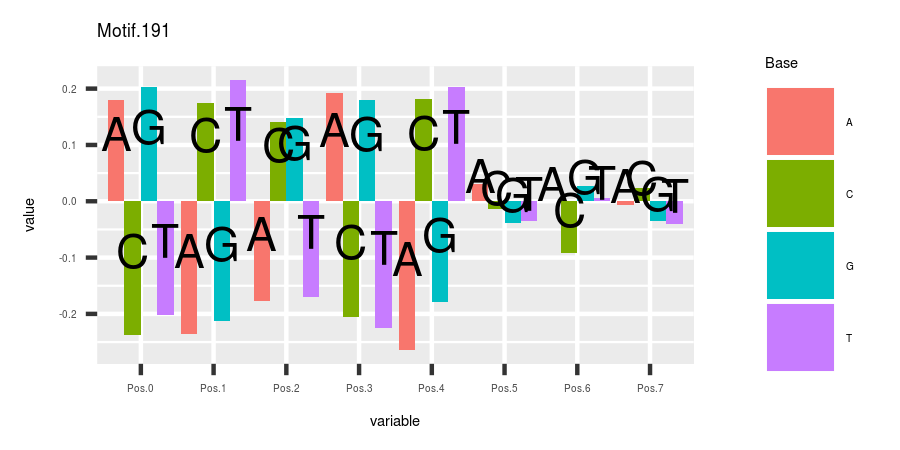 Motif.191
Base
0.2
0.1
0.0
-0.1
-0.2
value
A C G T
A C G T
A C G T
A C G T
A C G T
A C G T
A C G T
A C G T
Pos.0 Pos.1 Pos.2 Pos.3 Pos.4 Pos.5 Pos.6 Pos.7
variable
A
C
G
T